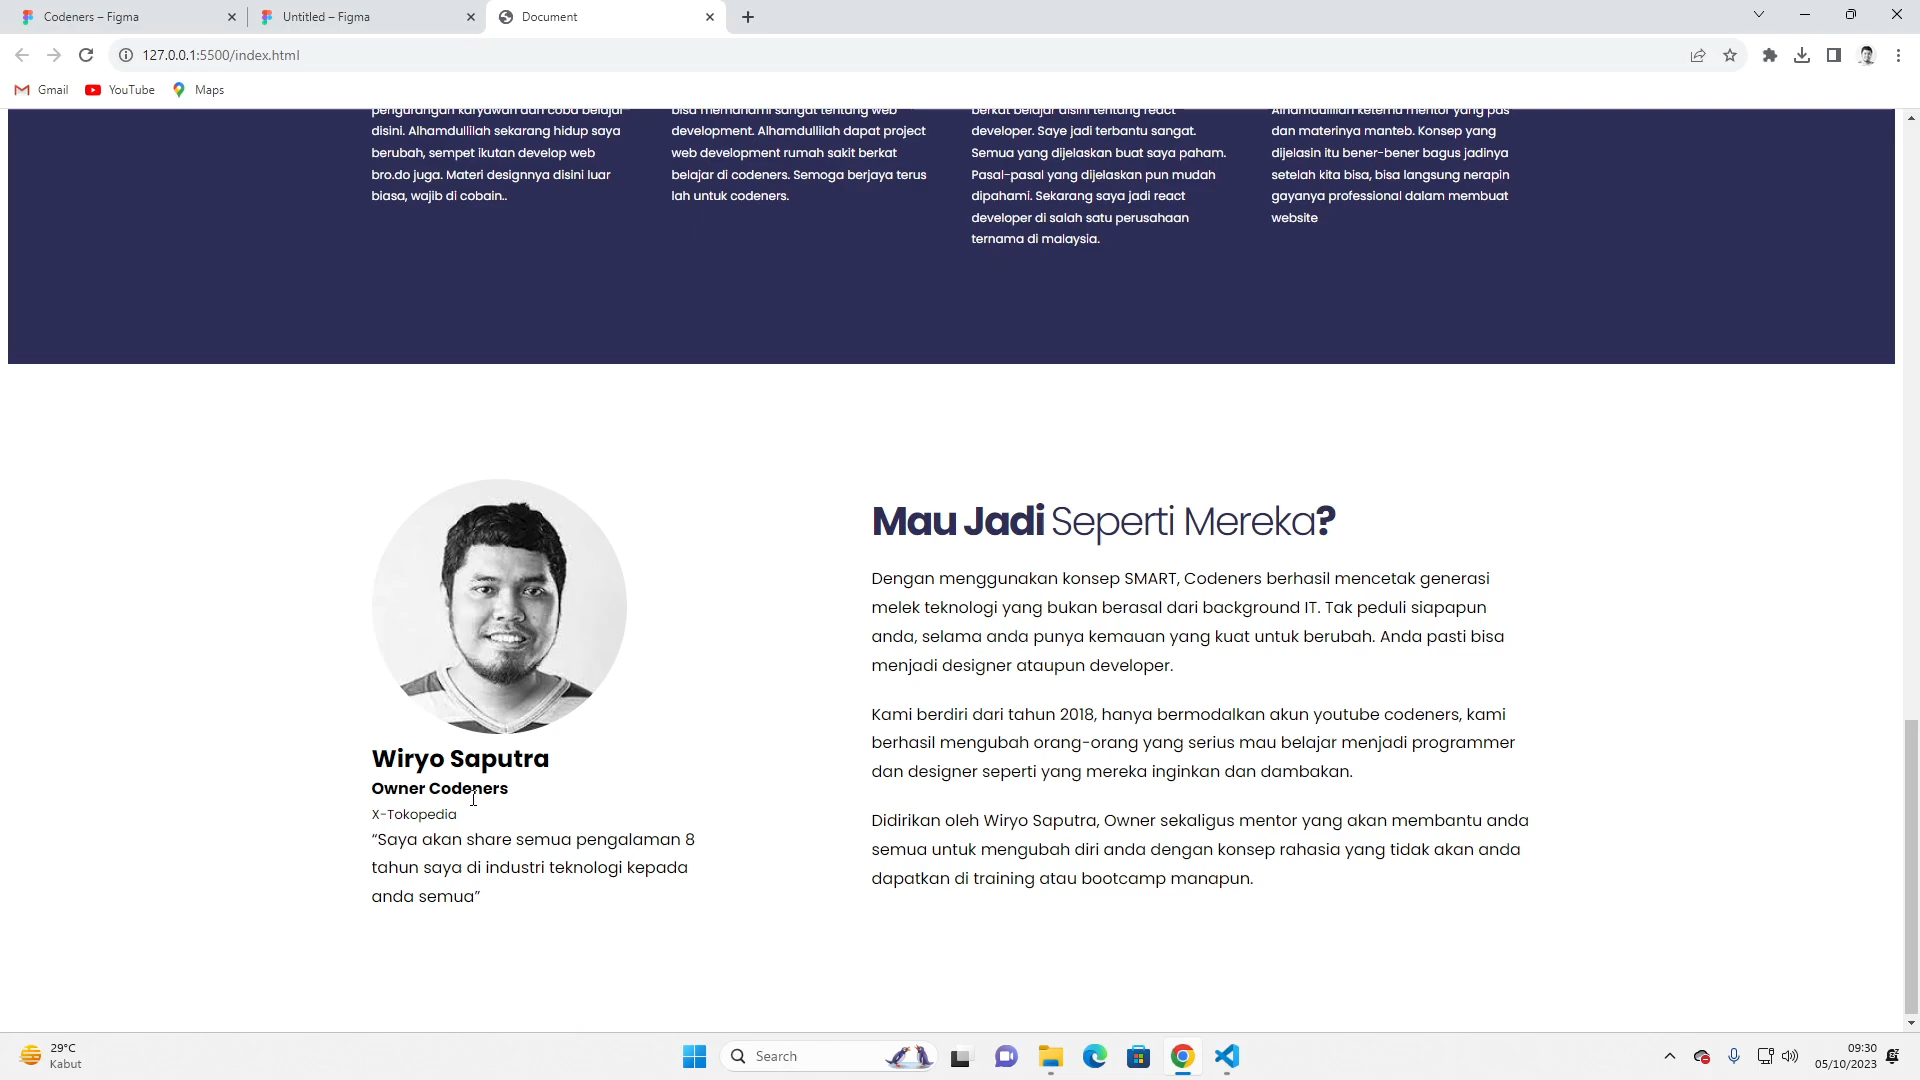 Codeners – Figma
Untitled – Figma
Document
127.0.0.1:5500/index.html
Gmail
YouTube
Maps
pengurangan karyawan dan coba belajar
disini. Alhamdullilah sekarang hidup saya
berubah, sempet ikutan develop web
bro.do juga. Materi designnya disini luar
biasa, wajib di cobain..
bisa memahami sangat tentang web
development. Alhamdullilah dapat project
web development rumah sakit berkat
belajar di codeners. Semoga berjaya terus
lah untuk codeners.
berkat belajar disini tentang react
developer. Saye jadi terbantu sangat.
Semua yang dijelaskan buat saya paham.
Pasal-pasal yang dijelaskan pun mudah
dipahami. Sekarang saya jadi react
developer di salah satu perusahaan
ternama di malaysia.
Alhamdulillah ketemu mentor yang pas
dan materinya manteb. Konsep yang
dijelasin itu bener-bener bagus jadinya
setelah kita bisa, bisa langsung nerapin
gayanya professional dalam membuat
website
Wiryo Saputra
Owner Codeners
X-Tokopedia
“Saya akan share semua pengalaman 8
tahun saya di industri teknologi kepada
anda semua”
Mau Jadi Seperti Mereka?
Dengan menggunakan konsep SMART, Codeners berhasil mencetak generasi
melek teknologi yang bukan berasal dari background IT. Tak peduli siapapun
anda, selama anda punya kemauan yang kuat untuk berubah. Anda pasti bisa
menjadi designer ataupun developer.
Kami berdiri dari tahun 2018, hanya bermodalkan akun youtube codeners, kami
berhasil mengubah orang-orang yang serius mau belajar menjadi programmer
dan designer seperti yang mereka inginkan dan dambakan.
Didirikan oleh Wiryo Saputra, Owner sekaligus mentor yang akan membantu anda
semua untuk mengubah diri anda dengan konsep rahasia yang tidak akan anda
dapatkan di training atau bootcamp manapun.
29°C
Kabut
Search
09:30
05/10/2023